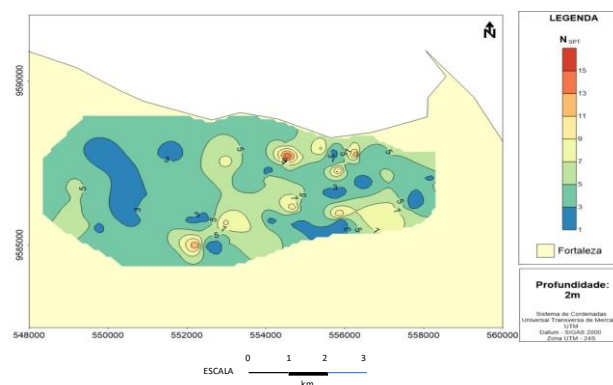 N
9590000
9585000
548000 550000 552000 554000 556000 558000 560000
LEGENDA
N SPT
15
13
11
9
7
5
3
1
Fortaleza
Profundidade:
2m
Sistema de Cordenadas
Universal Transversa de Merca
UTM
Datum - SIGAS 2000
Zona UTM - 24S
ESCALA
0 1 2 3
km